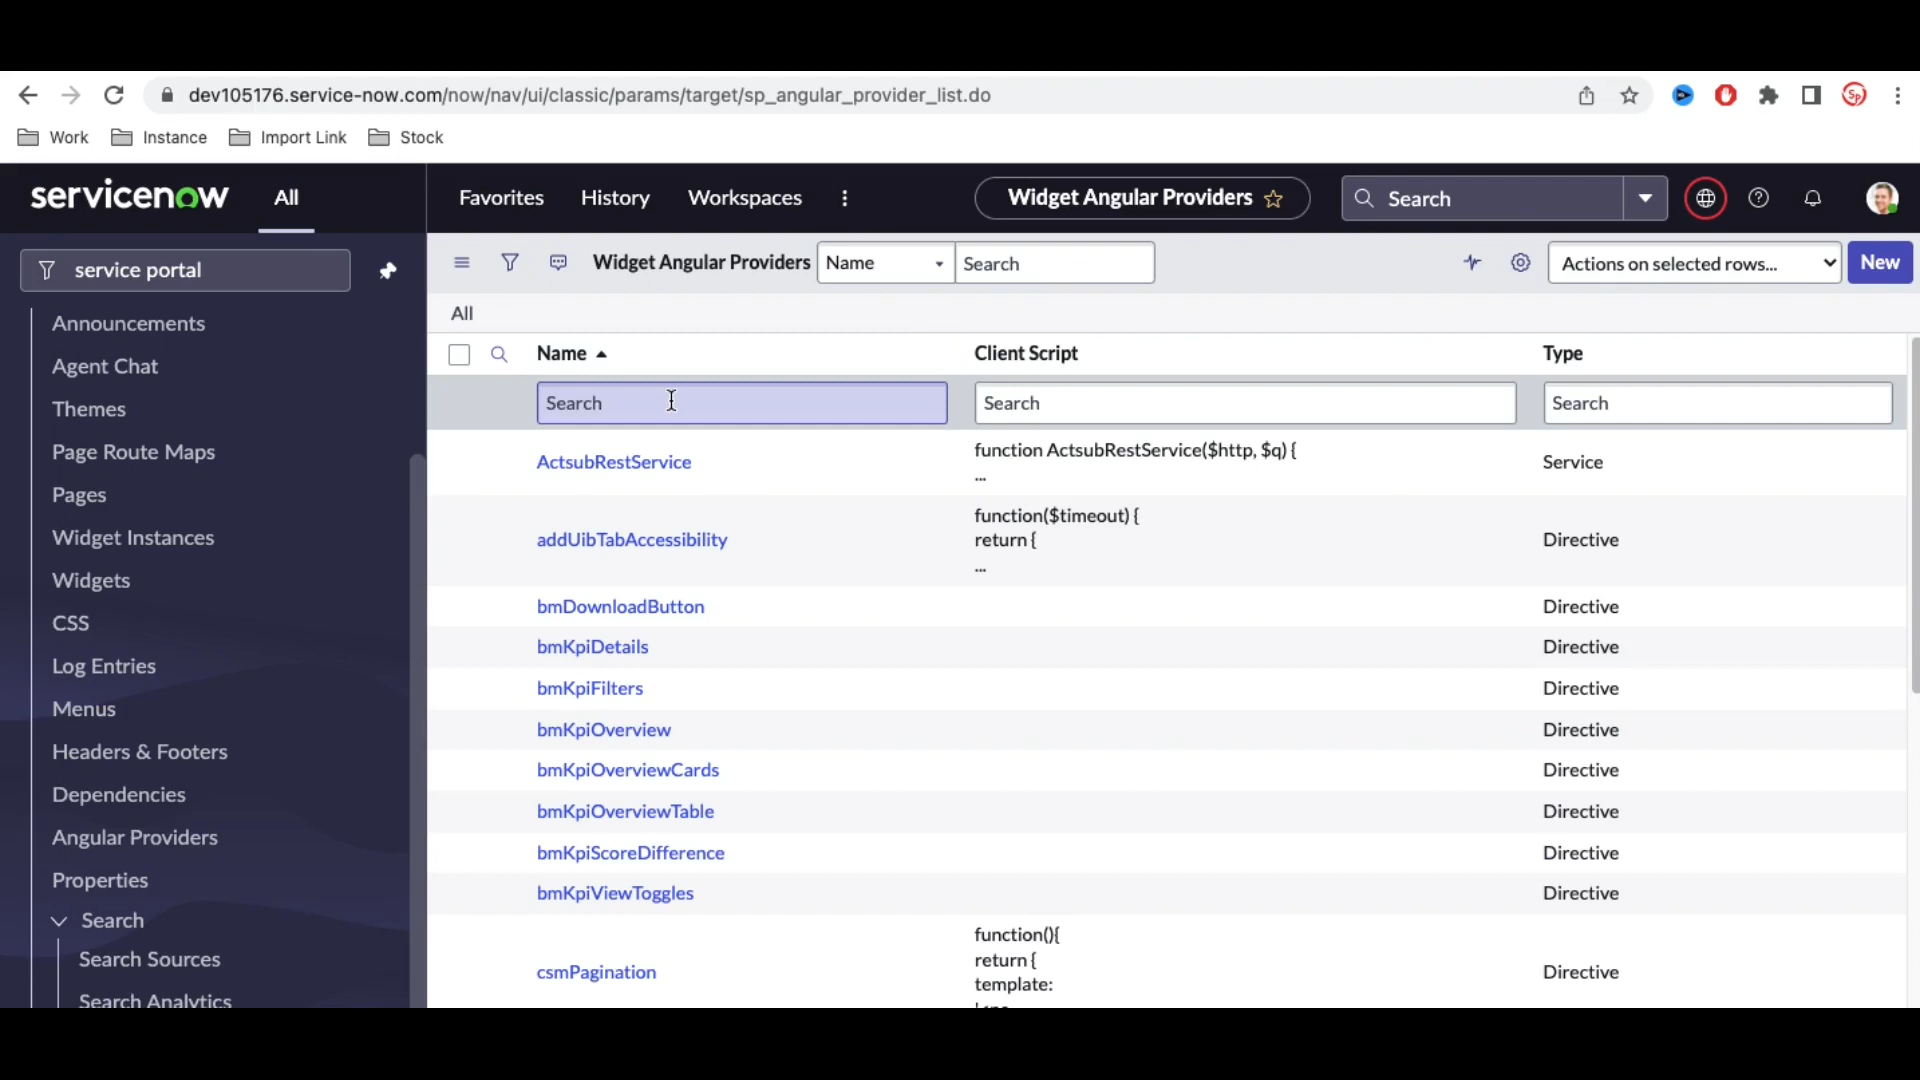 dev105176.service-now.com/now/nav/ui/classic/params/target/sp_angular_provider_list.do
Sp
Work Instance Import Link Stock
servicenow All Favorites History Workspaces Widget Angular Providers Search
service portal
Widget Angular Providers Name Search Actions on selected rows... New
All
Announcements
Agent Chat
Themes
Page Route Maps
Pages
Widget Instances
Widgets
CSS
Log Entries
Menus
Headers & Footers
Dependencies
Angular Providers
Properties
Search
Search Sources
Search Analytics
Name Client Script Type
Search Search Search
ActsubRestService function ActsubRestService($http, $q) { Service
...
addUibTabAccessibility function($timeout) { Directive
return {
...
bmDownloadButton Directive
bmKpiDetails Directive
bmKpiFilters Directive
bmKpiOverview Directive
bmKpiOverviewCards Directive
bmKpiOverviewTable Directive
bmKpiScoreDifference Directive
bmKpiViewToggles Directive
csmPagination function(){ Directive
return {
template: